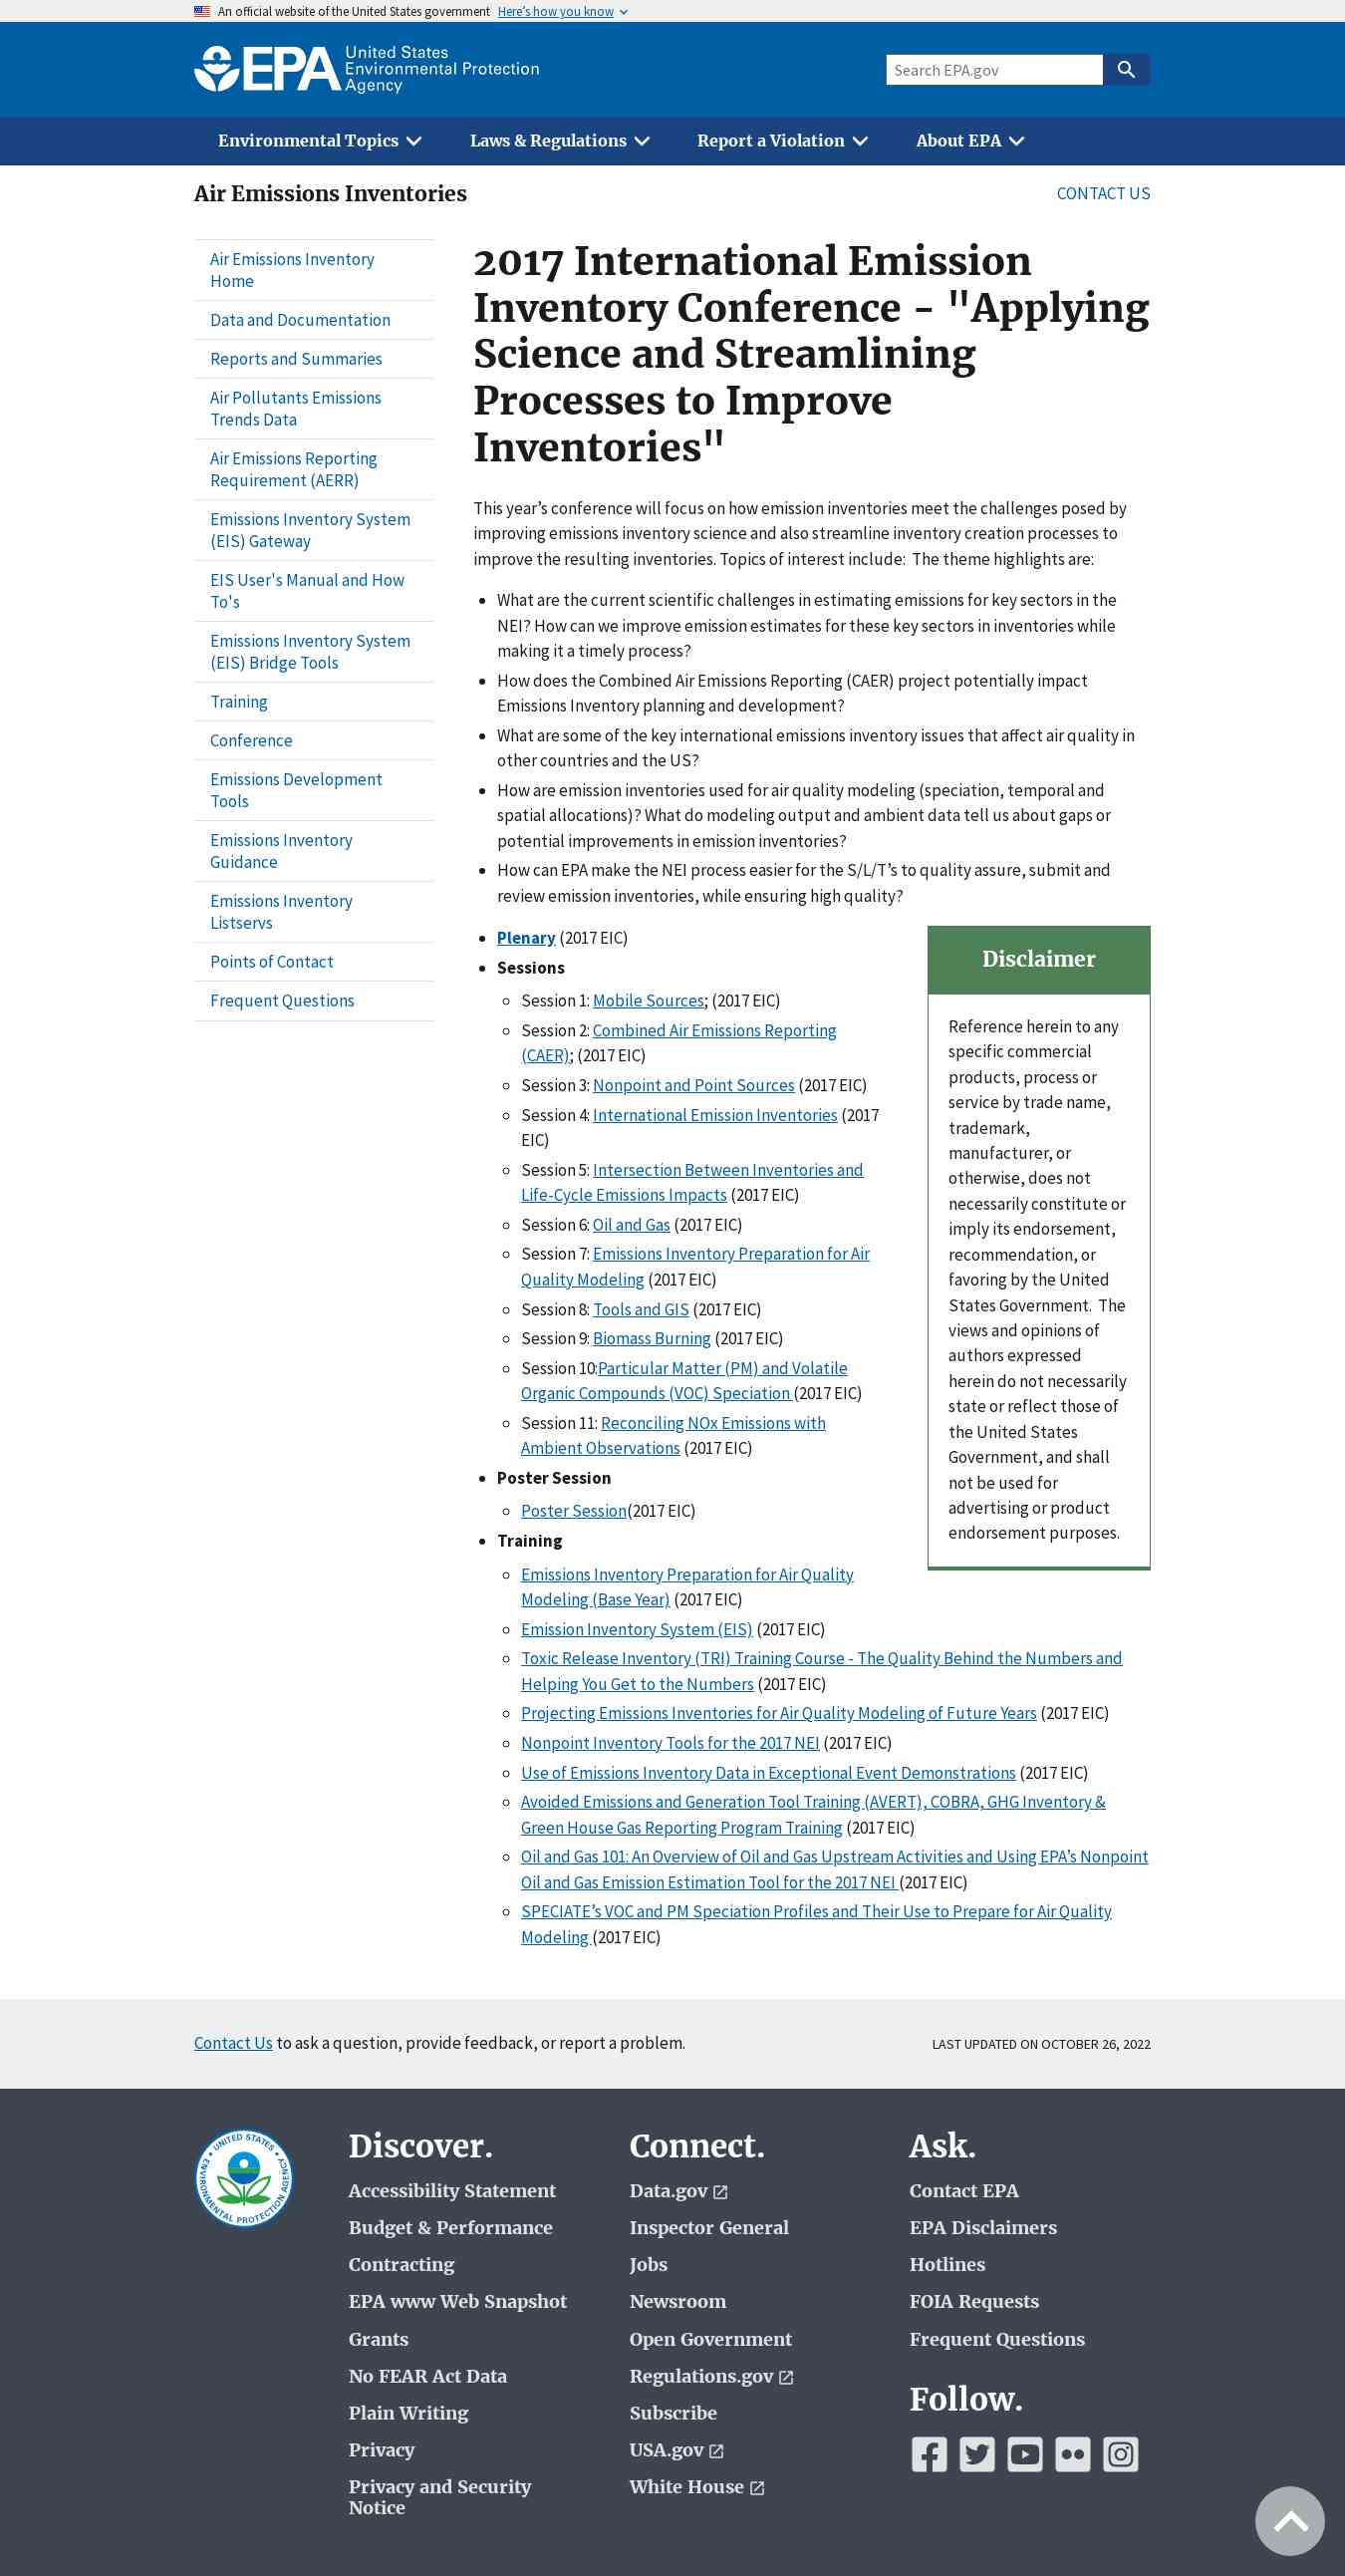 An official website of the United States government Here’s how you know
EPA United States
Environmental Protection
Agency
Search EPA.gov
Environmental Topics
Laws & Regulations
Report a Violation
About EPA
Air Emissions Inventories
CONTACT US
Air Emissions Inventory
Home
Data and Documentation
Reports and Summaries
Air Pollutants Emissions
Trends Data
Air Emissions Reporting
Requirement (AERR)
Emissions Inventory System
(EIS) Gateway
EIS User's Manual and How
To's
Emissions Inventory System
(EIS) Bridge Tools
Training
Conference
Emissions Development
Tools
Emissions Inventory
Guidance
Emissions Inventory
Listservs
Points of Contact
Frequent Questions
2017 International Emission
Inventory Conference - "Applying
Science and Streamlining
Processes to Improve
Inventories"
This year’s conference will focus on how emission inventories meet the challenges posed by
improving emissions inventory science and also streamline inventory creation processes to
improve the resulting inventories. Topics of interest include:  The theme highlights are:
What are the current scientific challenges in estimating emissions for key sectors in the
NEI? How can we improve emission estimates for these key sectors in inventories while
making it a timely process?
How does the Combined Air Emissions Reporting (CAER) project potentially impact
Emissions Inventory planning and development?
What are some of the key international emissions inventory issues that affect air quality in
other countries and the US?
How are emission inventories used for air quality modeling (speciation, temporal and
spatial allocations)? What do modeling output and ambient data tell us about gaps or
potential improvements in emission inventories?
How can EPA make the NEI process easier for the S/L/T’s to quality assure, submit and
review emission inventories, while ensuring high quality?
Plenary (2017 EIC)
Sessions
Session 1: Mobile Sources; (2017 EIC)
Session 2: Combined Air Emissions Reporting
(CAER); (2017 EIC)
Session 3: Nonpoint and Point Sources (2017 EIC)
Session 4: International Emission Inventories (2017
EIC)
Session 5: Intersection Between Inventories and
Life-Cycle Emissions Impacts (2017 EIC)
Session 6: Oil and Gas (2017 EIC)
Session 7: Emissions Inventory Preparation for Air
Quality Modeling (2017 EIC)
Session 8: Tools and GIS (2017 EIC)
Session 9: Biomass Burning (2017 EIC)
Session 10:Particular Matter (PM) and Volatile
Organic Compounds (VOC) Speciation (2017 EIC)
Session 11: Reconciling NOx Emissions with
Ambient Observations (2017 EIC)
Poster Session
Poster Session(2017 EIC)
Training
Emissions Inventory Preparation for Air Quality
Modeling (Base Year) (2017 EIC)
Emission Inventory System (EIS) (2017 EIC)
Toxic Release Inventory (TRI) Training Course - The Quality Behind the Numbers and
Helping You Get to the Numbers (2017 EIC)
Projecting Emissions Inventories for Air Quality Modeling of Future Years (2017 EIC)
Nonpoint Inventory Tools for the 2017 NEI (2017 EIC)
Use of Emissions Inventory Data in Exceptional Event Demonstrations (2017 EIC)
Avoided Emissions and Generation Tool Training (AVERT), COBRA, GHG Inventory &
Green House Gas Reporting Program Training (2017 EIC)
Oil and Gas 101: An Overview of Oil and Gas Upstream Activities and Using EPA’s Nonpoint
Oil and Gas Emission Estimation Tool for the 2017 NEI (2017 EIC)
SPECIATE’s VOC and PM Speciation Profiles and Their Use to Prepare for Air Quality
Modeling (2017 EIC)
Disclaimer
Reference herein to any
specific commercial
products, process or
service by trade name,
trademark,
manufacturer, or
otherwise, does not
necessarily constitute or
imply its endorsement,
recommendation, or
favoring by the United
States Government.  The
views and opinions of
authors expressed
herein do not necessarily
state or reflect those of
the United States
Government, and shall
not be used for
advertising or product
endorsement purposes.
Contact Us to ask a question, provide feedback, or report a problem.
LAST UPDATED ON OCTOBER 26, 2022
UNITED STATES
ENVIRONMENTAL PROTECTION AGENCY
Discover.
Accessibility Statement
Budget & Performance
Contracting
EPA www Web Snapshot
Grants
No FEAR Act Data
Plain Writing
Privacy
Privacy and Security
Notice
Connect.
Data.gov
Inspector General
Jobs
Newsroom
Open Government
Regulations.gov
Subscribe
USA.gov
White House
Ask.
Contact EPA
EPA Disclaimers
Hotlines
FOIA Requests
Frequent Questions
Follow.